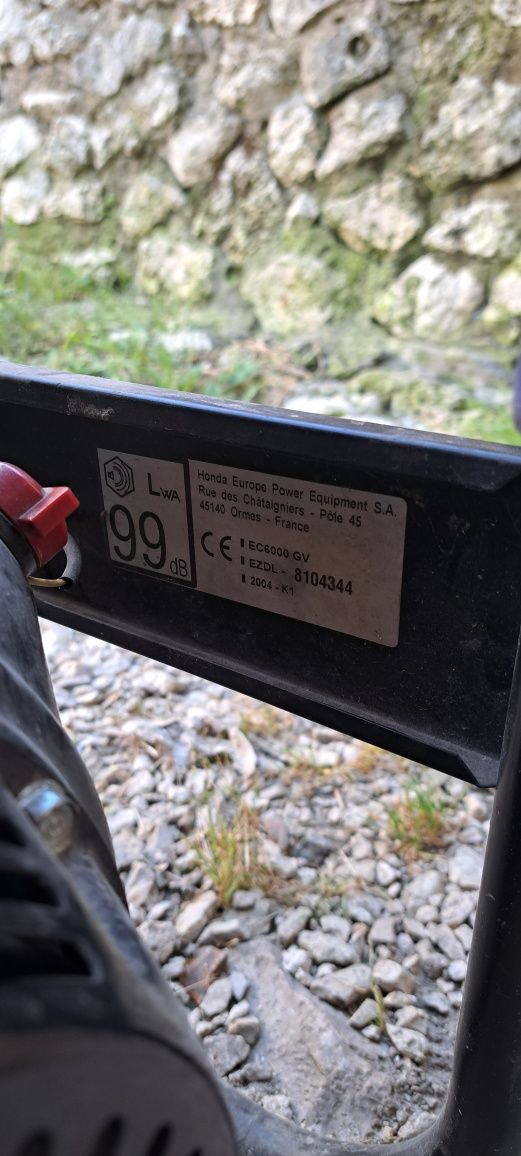 LWA
99 dB
Honda Europe Power Equipment S.A.
Rue des Châtaigniers - Pôle 45
45140 Ormes - France
CE
EC6000 GV
EZDL - 8104344
2004 - K1